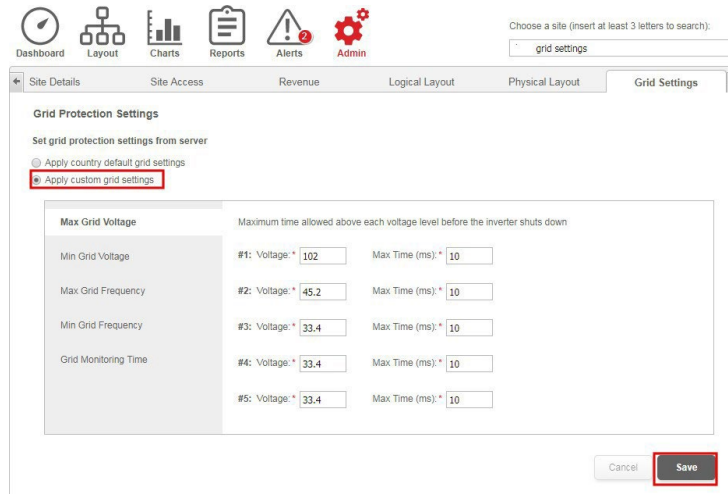 Choose a site (insert at least 3 letters to search):
grid settings
Dashboard Layout Charts Reports 2 Alerts Admin
Site Details Site Access Revenue Logical Layout Physical Layout Grid Settings
Grid Protection Settings
Set grid protection settings from server
Apply country default grid settings
Apply custom grid settings
Max Grid Voltage Maximum time allowed above each voltage level before the inverter shuts down
Min Grid Voltage #1: Voltage:* 102 Max Time (ms):* 10
Max Grid Frequency #2: Voltage:* 45.2 Max Time (ms):* 10
Min Grid Frequency #3: Voltage:* 33.4 Max Time (ms):* 10
Grid Monitoring Time #4: Voltage:* 33.4 Max Time (ms):* 10
#5: Voltage:* 33.4 Max Time (ms):* 10
Cancel Save